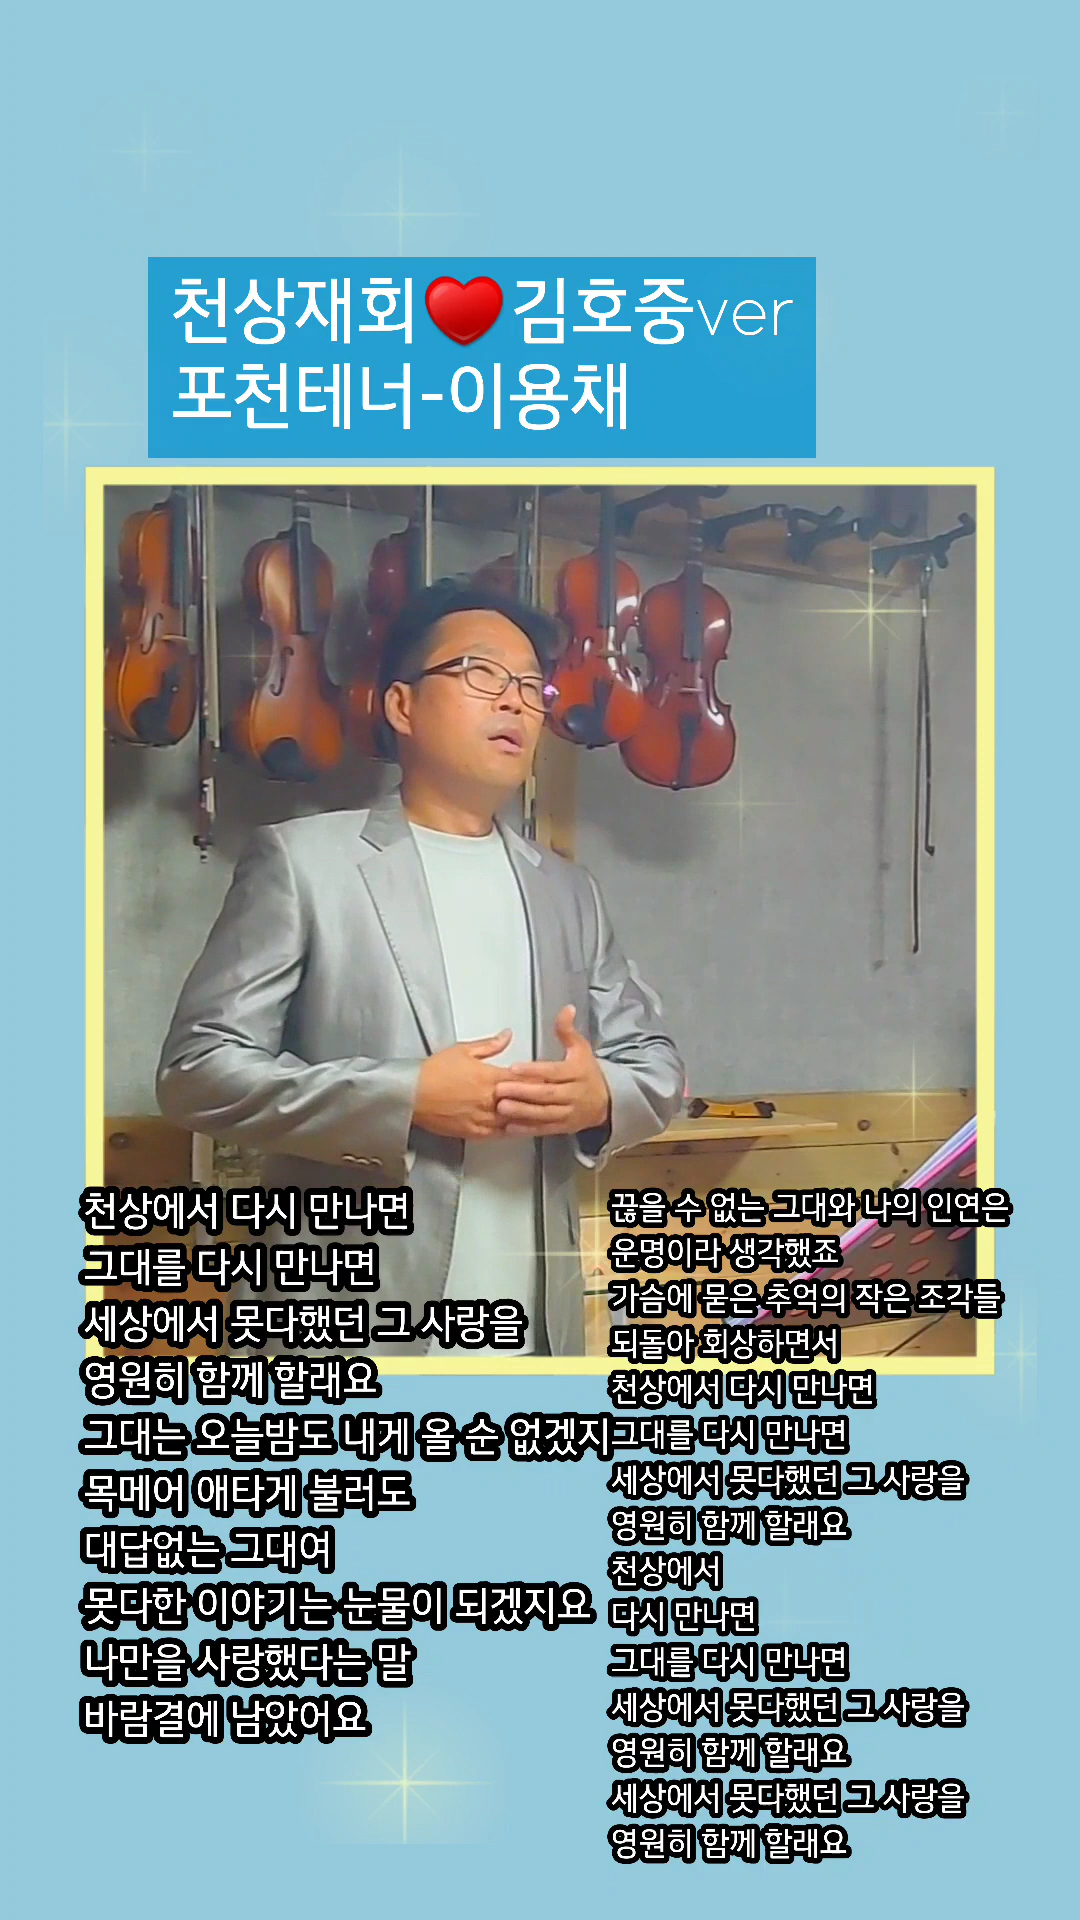 천상재회❤️김호중ver
포천테너-이용채
천상에서 다시 만나면
그대를 다시 만나면
세상에서 못다했던 그 사랑을
영원히 함께 할래요
그대는 오늘밤도 내게 올 순 없겠지
목메어 애타게 불러도
대답없는 그대여
못다한 이야기는 눈물이 되겠지요
나만을 사랑했다는 말
바람결에 남았어요
끊을 수 없는 그대와 나의 인연은
운명이라 생각했죠
가슴에 묻은 추억의 작은 조각들
되돌아 회상하면서
천상에서 다시 만나면
그대를 다시 만나면
세상에서 못다했던 그 사랑을
영원히 함께 할래요
천상에서
다시 만나면
그대를 다시 만나면
세상에서 못다했던 그 사랑을
영원히 함께 할래요
세상에서 못다했던 그 사랑을
영원히 함께 할래요